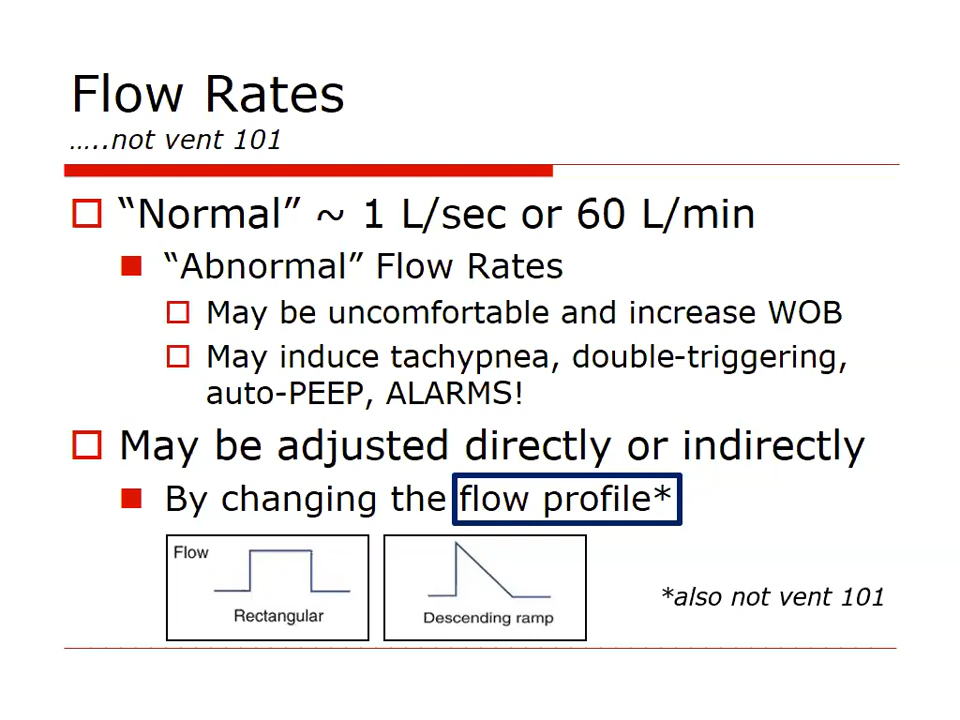 Flow Rates
…..not vent 101
“Normal” ~ 1 L/sec or 60 L/min
“Abnormal” Flow Rates
May be uncomfortable and increase WOB
May induce tachypnea, double-triggering,
auto-PEEP, ALARMS!
May be adjusted directly or indirectly
By changing the flow profile*
Flow
Rectangular
Descending ramp
*also not vent 101